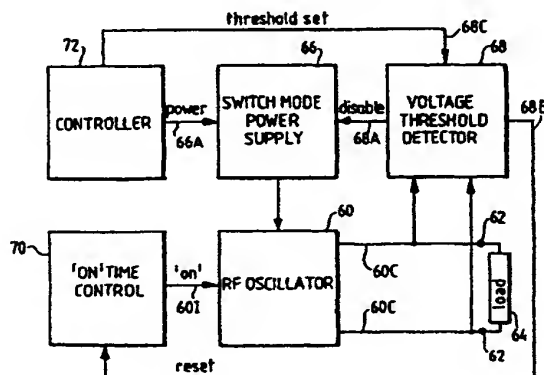 threshold set
68C
72
66
68
68B
CONTROLLER
power
66A
SWITCH MODE
POWER
SUPPLY
disable
68A
VOLTAGE
THRESHOLD
DETECTOR
70
60
62
'ON' TIME
CONTROL
'on'
60I
RF OSCILLATOR
60C
60C
load
64
62
reset